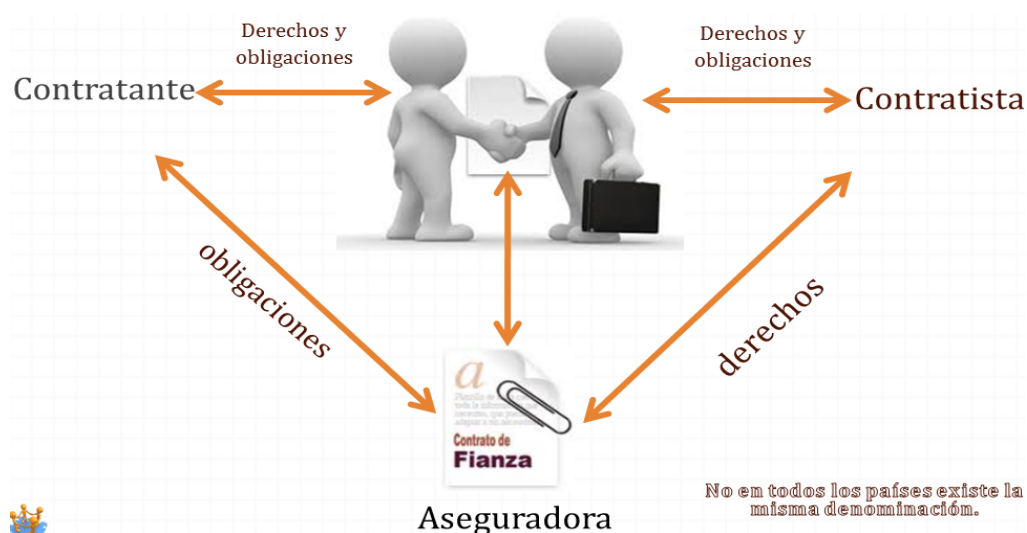 Derechos y
obligaciones
Derechos y
obligaciones
Contratante
Contratista
obligaciones
derechos
a
Contrato de
Fianza
Aseguradora
No en todos los países existe la
misma denominación.